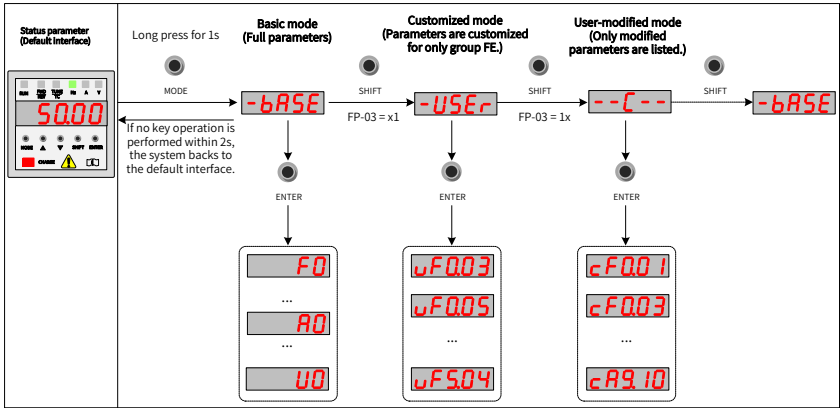 Status parameter
(Default Interface)
Basic mode
(Full parameters)
Customized mode
(Parameters are customized
for only group FE.)
User-modified mode
(Only modified
parameters are listed.)
Long press for 1s
MODE
SHIFT
SHIFT
SHIFT
RUN
Hz A V
50.00
MODE SHIFT ENTER
CHARGE
-bASE
-USEr
--C--
-bASE
FP-03 = x1
FP-03 = 1x
If no key operation is
performed within 2s,
the system backs to
the default interface.
ENTER
ENTER
ENTER
F0
...
A0
...
U0
uF0.03
uF0.05
...
uF5.04
cF0.01
cF0.03
...
cA9.10